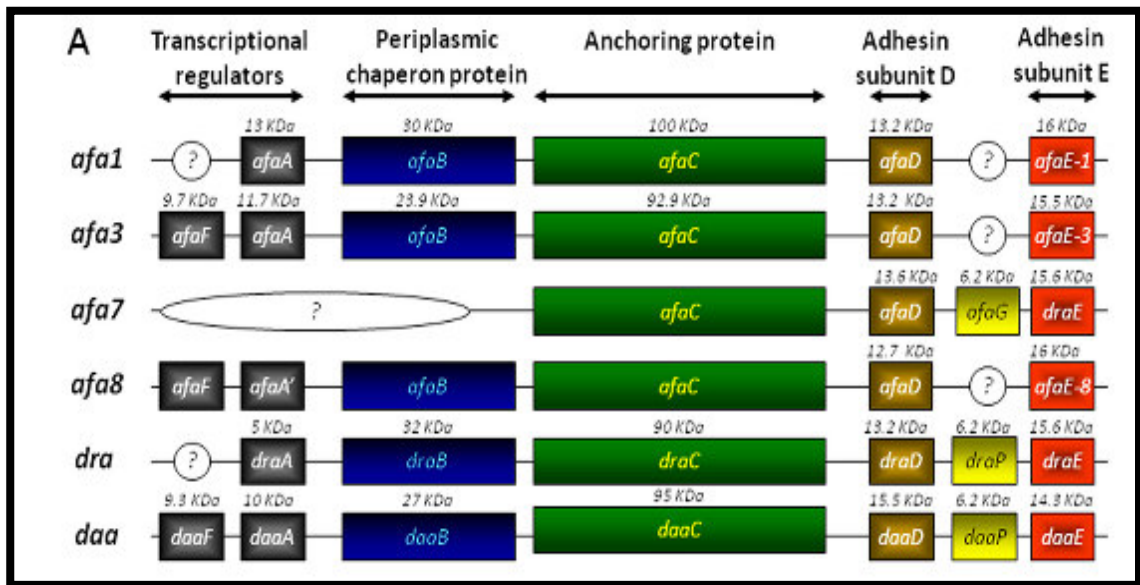 A
Transcriptional regulators
Periplasmic chaperon protein
Anchoring protein
Adhesin subunit D
Adhesin subunit E
13 KDa 30 KDa 100 KDa 13.2 KDa 16 KDa
afa1 ? afaA afaB afaC afaD ? afaE-1
9.7 KDa 11.7 KDa 23.9 KDa 92.9 KDa 13.2 KDa 15.5 KDa
afa3 afaF afaA afaB afaC afaD ? afaE-3
13.6 KDa 6.2 KDa 15.6 KDa
afa7 ? afaC afaD afaG draE
12.7 KDa 16 KDa
afa8 afaF afaA’ afaB afaC afaD ? afaE-8
5 KDa 32 KDa 90 KDa 13.2 KDa 6.2 KDa 15.6 KDa
dra ? draA draB draC draD draP draE
9.3 KDa 10 KDa 27 KDa 95 KDa 15.5 KDa 6.2 KDa 14.3 KDa
daa daaF daaA daaB daaC daaD daaP daaE